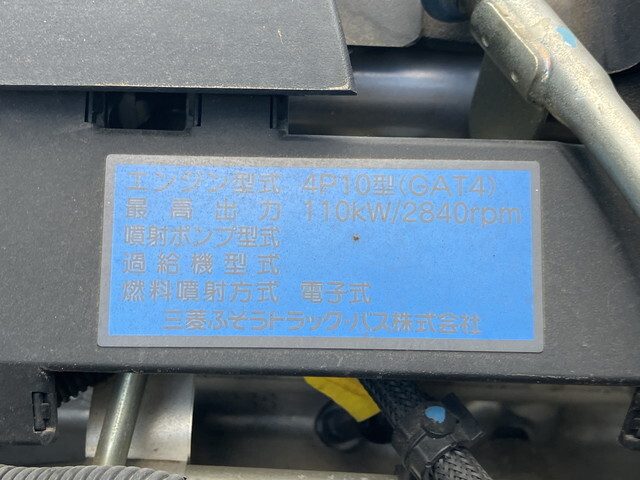 エンジン型式 4P10型(GAT4)
最高出力 110kW/2840rpm
噴射ポンプ型式
過給機型式
燃料噴射方式 電子式
三菱ふそうトラック・バス株式会社